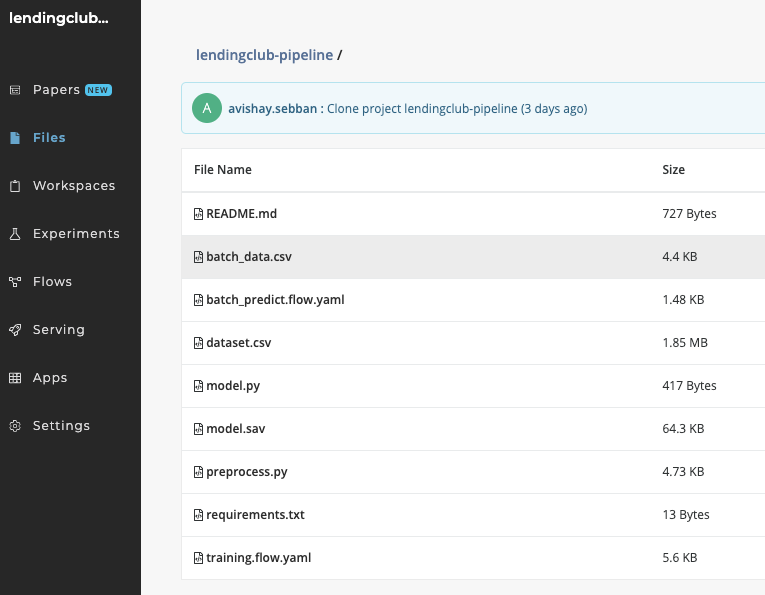 lendingclub...
Papers NEW
Files
Workspaces
Experiments
Flows
Serving
Apps
Settings
lendingclub-pipeline /
A avishay.sebban : Clone project lendingclub-pipeline (3 days ago)
File Name Size
README.md 727 Bytes
batch_data.csv 4.4 KB
batch_predict.flow.yaml 1.48 KB
dataset.csv 1.85 MB
model.py 417 Bytes
model.sav 64.3 KB
preprocess.py 4.73 KB
requirements.txt 13 Bytes
training.flow.yaml 5.6 KB